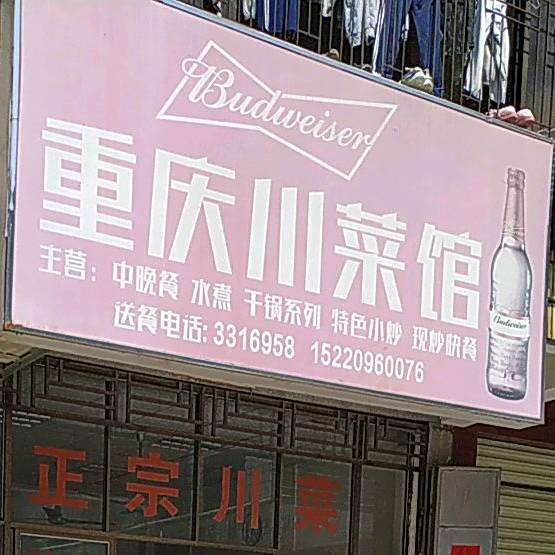 Budweiser
重庆川菜馆
主营：中晚餐 水煮 干锅系列 特色小炒 现炒快餐
送餐电话：3316958 15220960076
Budweiser
正宗川菜